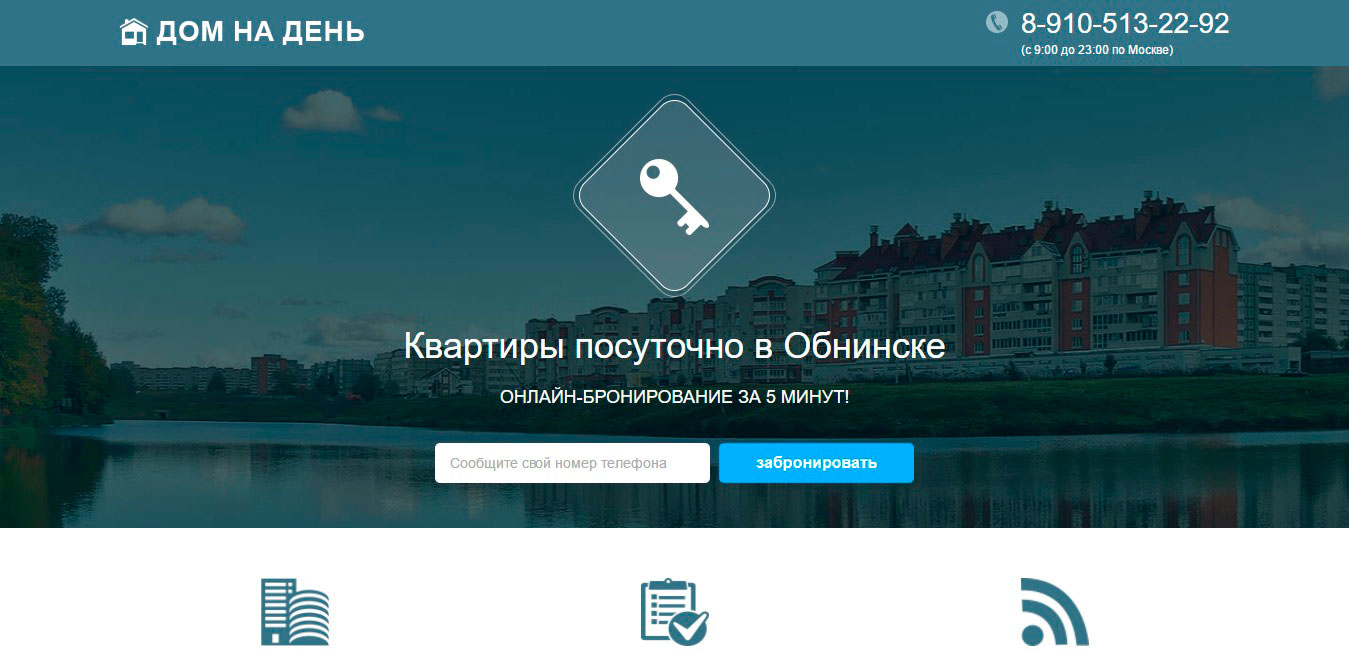 ДОМ НА ДЕНЬ
8-910-513-22-92
(с 9:00 до 23:00 по Москве)
Квартиры посуточно в Обнинске
ОНЛАЙН-БРОНИРОВАНИЕ ЗА 5 МИНУТ!
Сообщите свой номер телефона
забронировать